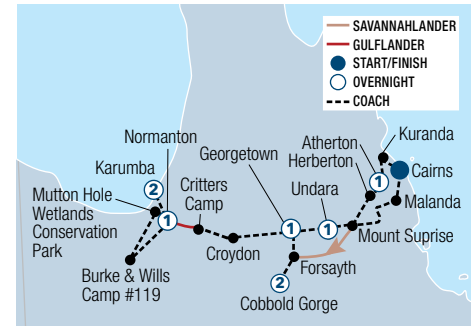 SAVANNAHLANDER
GULFLANDER
START/FINISH
OVERNIGHT
COACH
Kuranda
Normanton
Atherton
Georgetown
Herberton
Cairns
Karumba
2
Critters
Camp
Undara
1
Malanda
Mutton Hole
Wetlands
Conservation
Park
1
1
1
Mount Suprise
Croydon
Forsayth
Burke & Wills
Camp #119
2
Cobbold Gorge